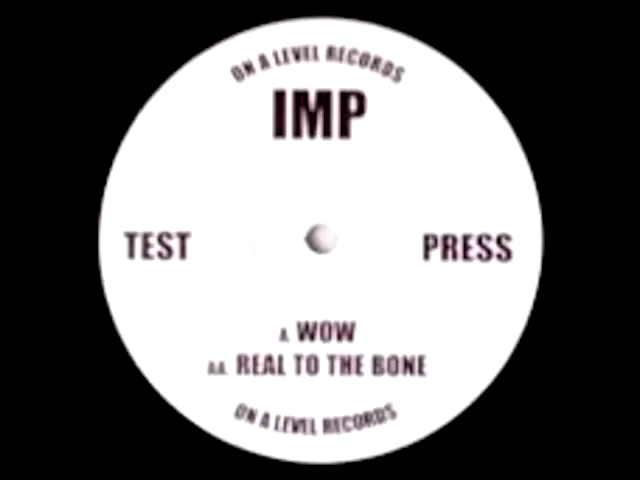 ON A LEVEL RECORDS
IMP
TEST
PRESS
A. WOW
AA. REAL TO THE BONE
ON A LEVEL RECORDS